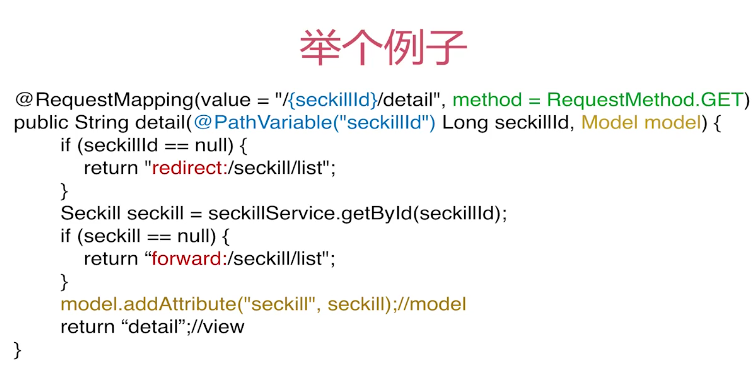 举个例子
@RequestMapping(value = "/{seckillId}/detail", method = RequestMethod.GET)
public String detail(@PathVariable("seckillId") Long seckillId, Model model) {
if (seckillId == null) {
return "redirect:/seckill/list";
}
Seckill seckill = seckillService.getById(seckillId);
if (seckill == null) {
return “forward:/seckill/list";
}
model.addAttribute("seckill", seckill);//model
return “detail”;//view
}